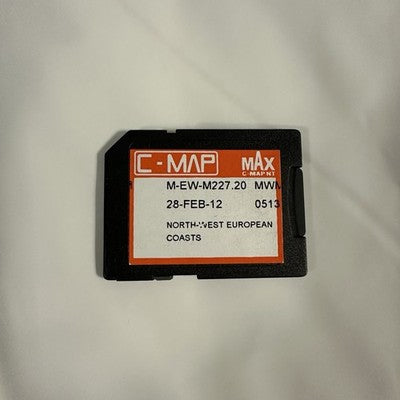 C-MAP MAX
C-MAP NT
M-EW-M227.20 MWM
28-FEB-12 0513
NORTH-WEST EUROPEAN
COASTS